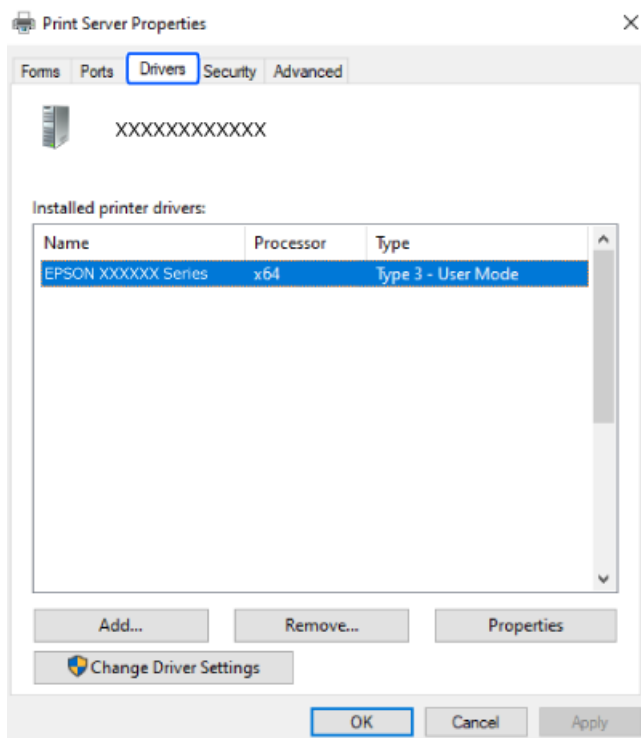 Print Server Properties
Forms Ports Drivers Security Advanced
XXXXXXXXXXXX
Installed printer drivers:
Name Processor Type
EPSON XXXXXX Series x64 Type 3 - User Mode
Add... Remove... Properties
Change Driver Settings
OK Cancel Apply